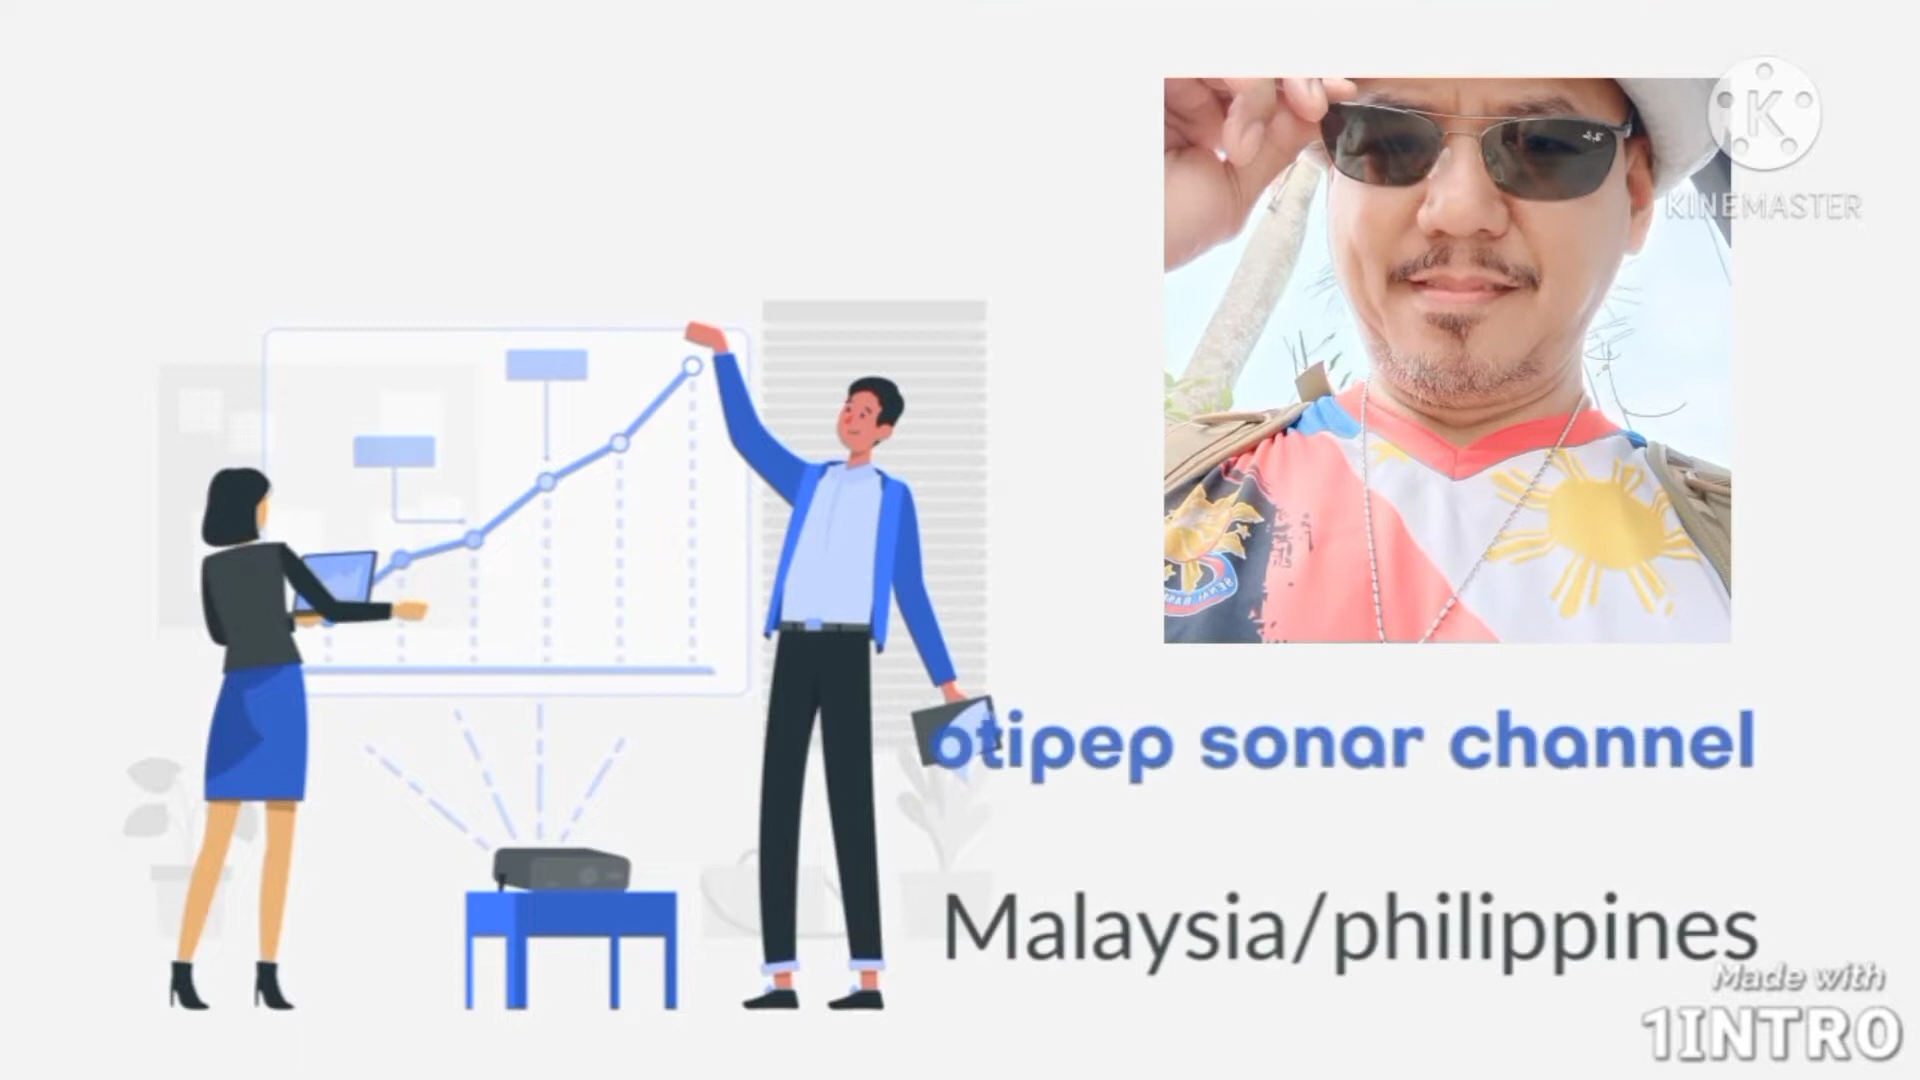 K
KINEMASTER
otipep sonar channel
Malaysia/philippines
Made with
1INTRO